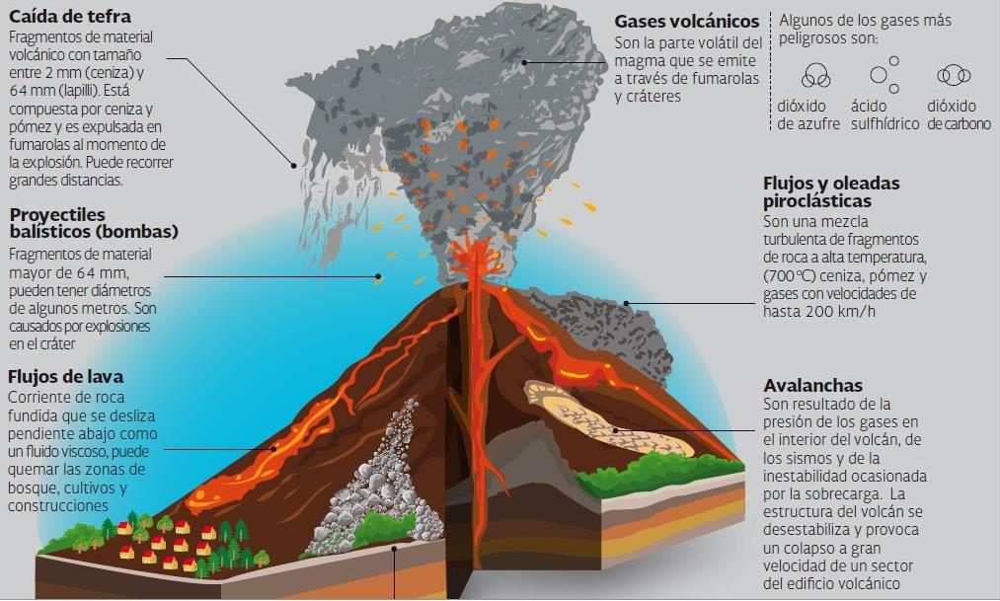 Caída de tefra
Fragmentos de material
volcánico con tamaño
entre 2 mm (ceniza) y
64 mm (lapilli). Está
compuesta por ceniza y
pómez y es expulsada en
fumarolas al momento de
la explosión. Puede recorrer
grandes distancias.
Proyectiles
balísticos (bombas)
Fragmentos de material
mayor de 64 mm,
pueden tener diámetros
de algunos metros. Son
causados por explosiones
en el cráter
Flujos de lava
Corriente de roca
fundida que se desliza
pendiente abajo como
un fluido viscoso, puede
quemar las zonas de
bosque, cultivos y
construcciones
Gases volcánicos
Son la parte volátil del
magma que se emite
a través de fumarolas
y cráteres
Algunos de los gases más
peligrosos son:
dióxido
de azufre
ácido
sulfhídrico
dióxido
de carbono
Flujos y oleadas
piroclásticas
Son una mezcla
turbulenta de fragmentos
de roca a alta temperatura,
(700 °C) ceniza, pómez y
gases con velocidades de
hasta 200 km/h
Avalanchas
Son resultado de la
presión de los gases en
el interior del volcán, de
los sismos y de la
inestabilidad ocasionada
por la sobrecarga. La
estructura del volcán se
desestabiliza y provoca
un colapso a gran
velocidad de un sector
del edificio volcánico